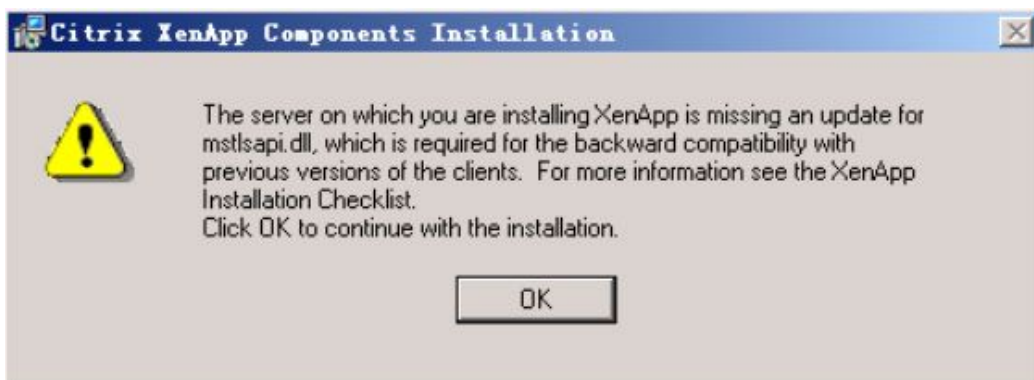 Citrix XenApp Components Installation
The server on which you are installing XenApp is missing an update for
mstlsapi.dll, which is required for the backward compatibility with
previous versions of the clients.  For more information see the XenApp
Installation Checklist.
Click OK to continue with the installation.
OK